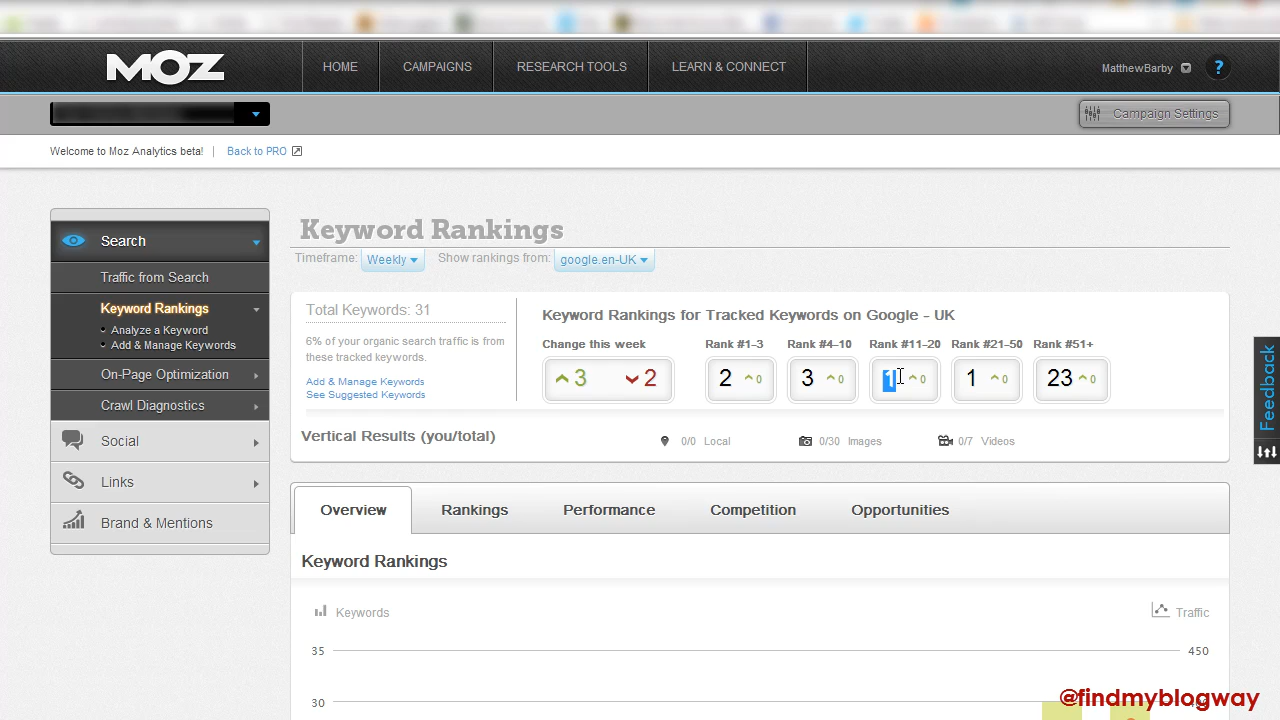 MOZ
HOME
CAMPAIGNS
RESEARCH TOOLS
LEARN & CONNECT
MatthewBarby
?
Campaign Settings
Welcome to Moz Analytics beta! | Back to PRO
Search
Traffic from Search
Keyword Rankings
Analyze a Keyword
Add & Manage Keywords
On-Page Optimization
Crawl Diagnostics
Social
Links
Brand & Mentions
Keyword Rankings
Timeframe: Weekly Show rankings from: google.en-UK
Total Keywords: 31
6% of your organic search traffic is from
these tracked keywords.
Add & Manage Keywords
See Suggested Keywords
Keyword Rankings for Tracked Keywords on Google - UK
Change this week Rank #1-3 Rank #4-10 Rank #11-20 Rank #21-50 Rank #51+
3 2 2 0 3 0 1 0 1 0 23 0
Vertical Results (you/total)
0/0 Local 0/30 Images 0/7 Videos
Feedback
Overview
Rankings
Performance
Competition
Opportunities
Keyword Rankings
Keywords
Traffic
35 450
30
@findmyblogway